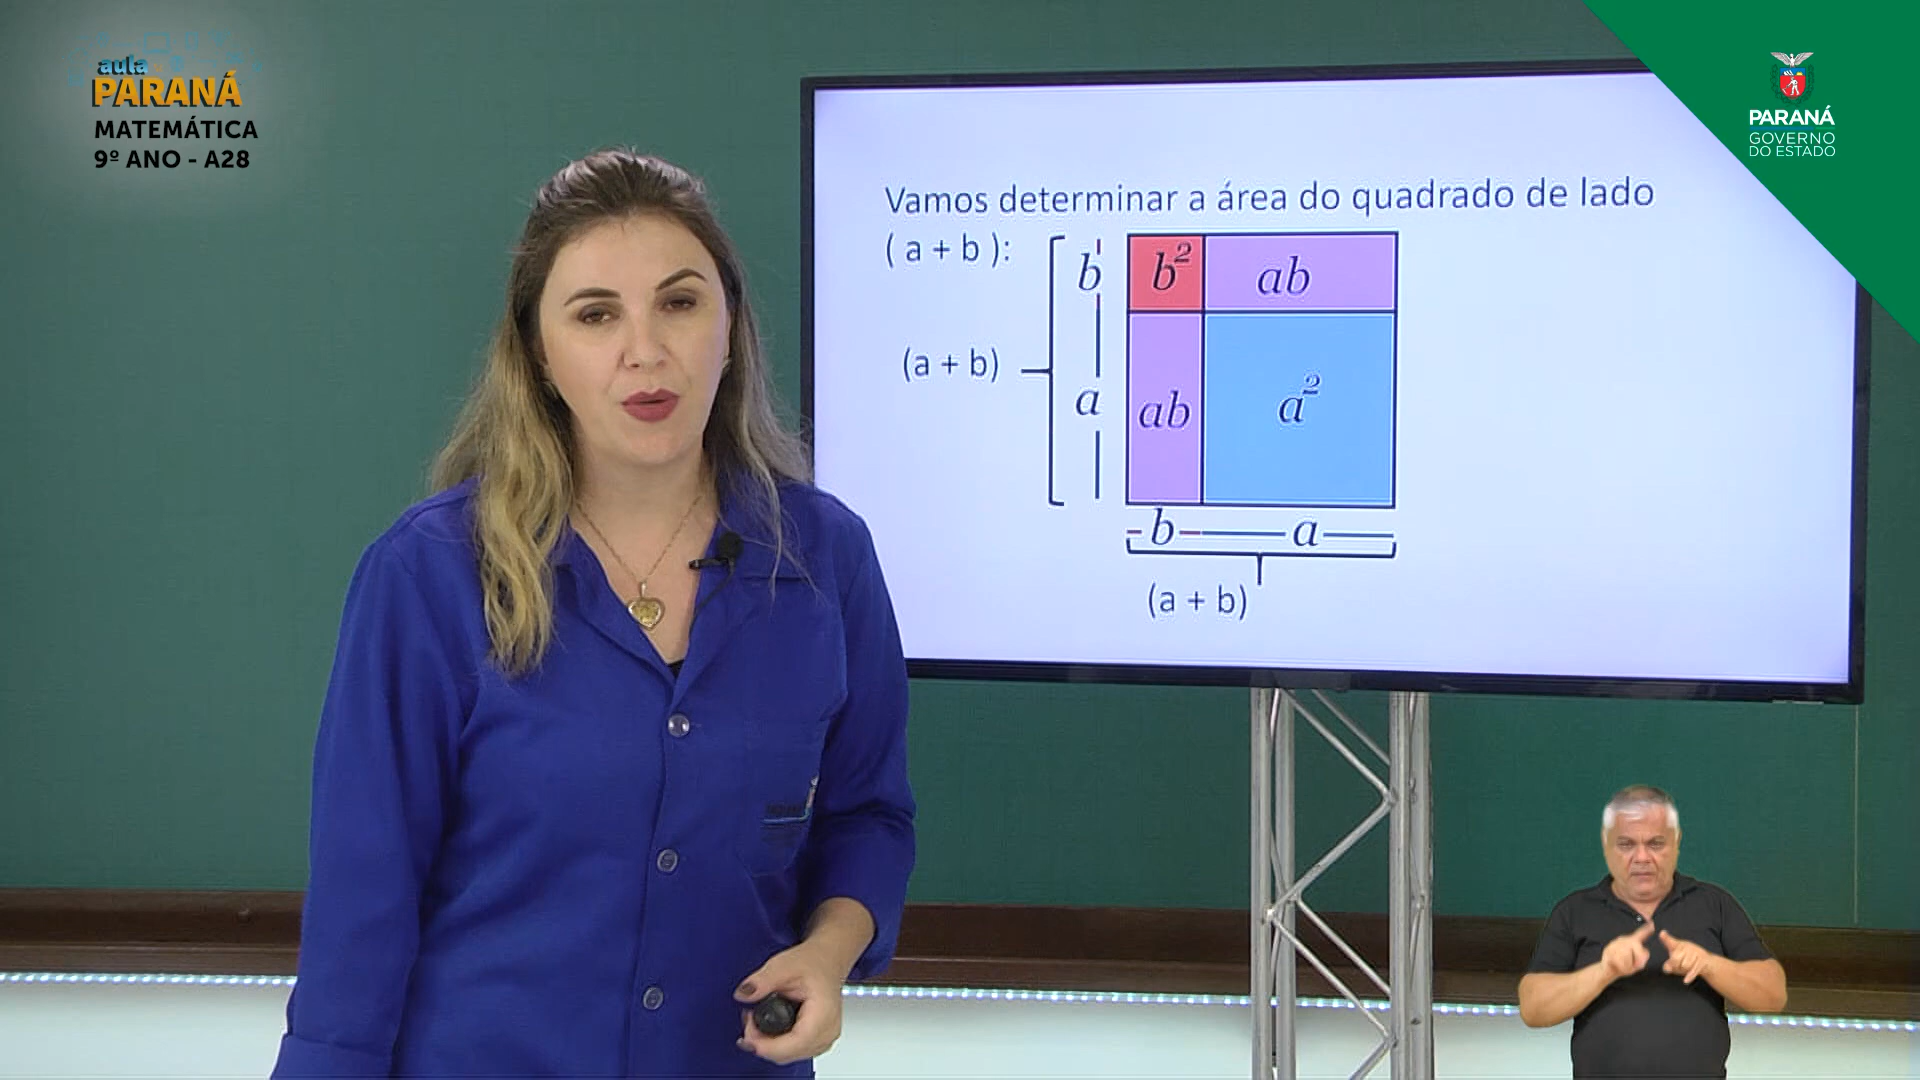 aula
PARANÁ
MATEMÁTICA
9º ANO - A28
PARANÁ
GOVERNO
DO ESTADO
Vamos determinar a área do quadrado de lado
( a + b ):
b
b²
ab
(a + b)
a
ab
a²
b
a
(a + b)